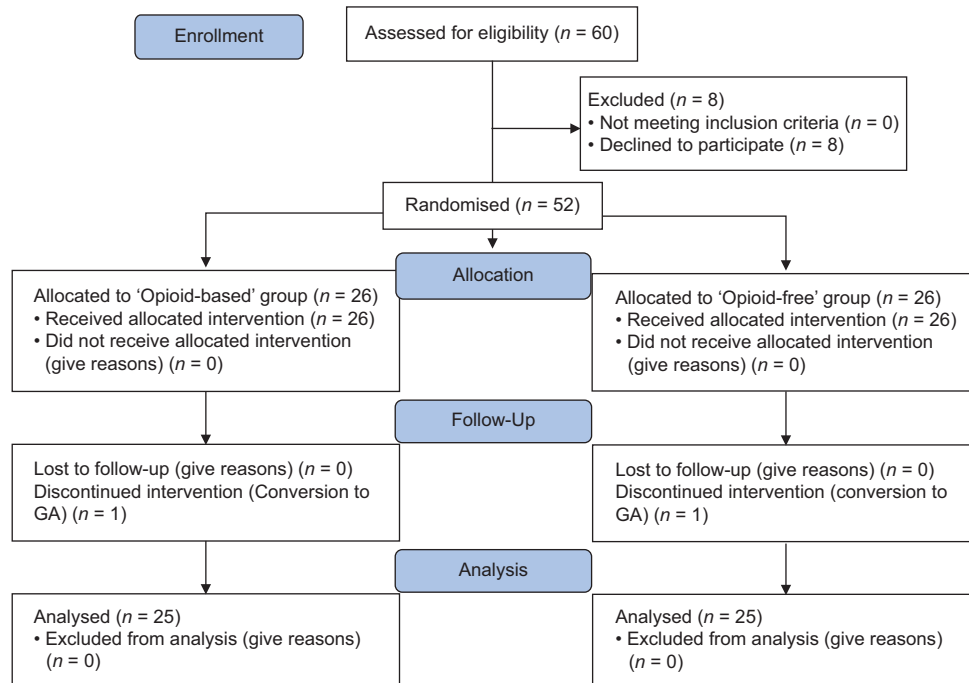 Enrollment
Assessed for eligibility (n = 60)
Excluded (n = 8)
• Not meeting inclusion criteria (n = 0)
• Declined to participate (n = 8)
Randomised (n = 52)
Allocation
Allocated to ‘Opioid-based’ group (n = 26)
• Received allocated intervention (n = 26)
• Did not receive allocated intervention
(give reasons) (n = 0)
Allocated to ‘Opioid-free’ group (n = 26)
• Received allocated intervention (n = 26)
• Did not receive allocated intervention
(give reasons) (n = 0)
Follow-Up
Lost to follow-up (give reasons) (n = 0)
Discontinued intervention (Conversion to
GA) (n = 1)
Lost to follow-up (give reasons) (n = 0)
Discontinued intervention (conversion to
GA) (n = 1)
Analysis
Analysed (n = 25)
• Excluded from analysis (give reasons)
(n = 0)
Analysed (n = 25)
• Excluded from analysis (give reasons)
(n = 0)